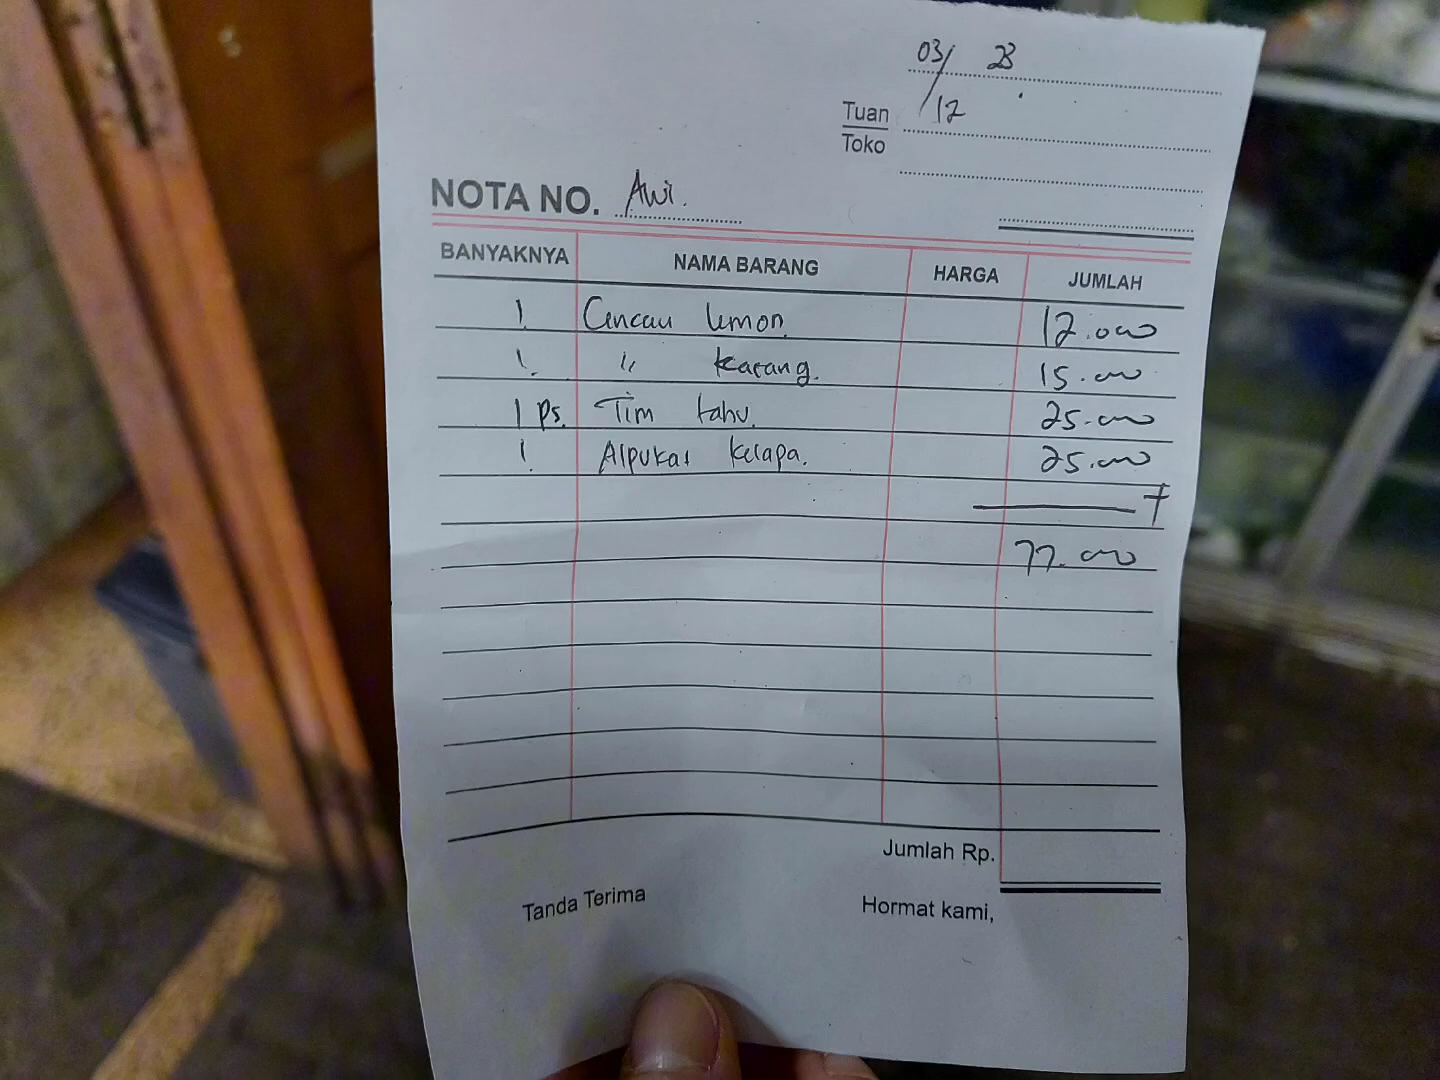 03/12 23
Tuan
Toko
NOTA NO. Awi.
BANYAKNYA NAMA BARANG HARGA JUMLAH
1. Cencau lemon. 12.000
1. " karang. 15.000
1 ps. Tim tahu. 25.000
1. Alpukat kelapa. 25.000
+
77.000
Jumlah Rp.
Tanda Terima Hormat kami,